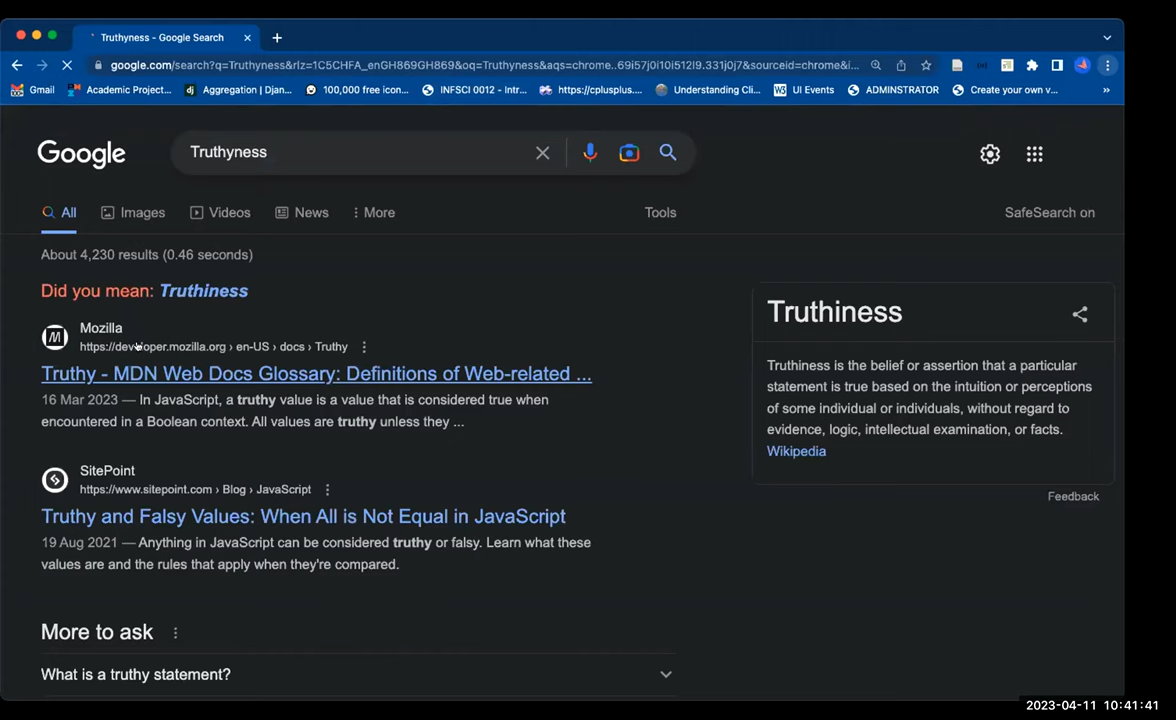 Truthyness - Google Search
google.com/search?q=Truthyness&rlz=1C5CHFA_enGH869GH869&oq=Truthyness&aqs=chrome..69i57j0i10i512l9.331j0j7&sourceid=chrome&i...
Gmail
Academic Project...
dj Aggregation | Djan...
100,000 free icon...
INFSCI 0012 - Intr...
https://cplusplus....
Understanding Cli...
W3 UI Events
ADMINSTRATOR
Create your own v...
»
Google
Truthyness
All
Images
Videos
News
More
Tools
SafeSearch on
About 4,230 results (0.46 seconds)
Did you mean: Truthiness
Mozilla
https://developer.mozilla.org › en-US › docs › Truthy
Truthy - MDN Web Docs Glossary: Definitions of Web-related ...
16 Mar 2023 — In JavaScript, a truthy value is a value that is considered true when
encountered in a Boolean context. All values are truthy unless they ...
SitePoint
https://www.sitepoint.com › Blog › JavaScript
Truthy and Falsy Values: When All is Not Equal in JavaScript
19 Aug 2021 — Anything in JavaScript can be considered truthy or falsy. Learn what these
values are and the rules that apply when they're compared.
More to ask
What is a truthy statement?
Truthiness
Truthiness is the belief or assertion that a particular
statement is true based on the intuition or perceptions
of some individual or individuals, without regard to
evidence, logic, intellectual examination, or facts.
Wikipedia
Feedback
2023-04-11 10:41:41